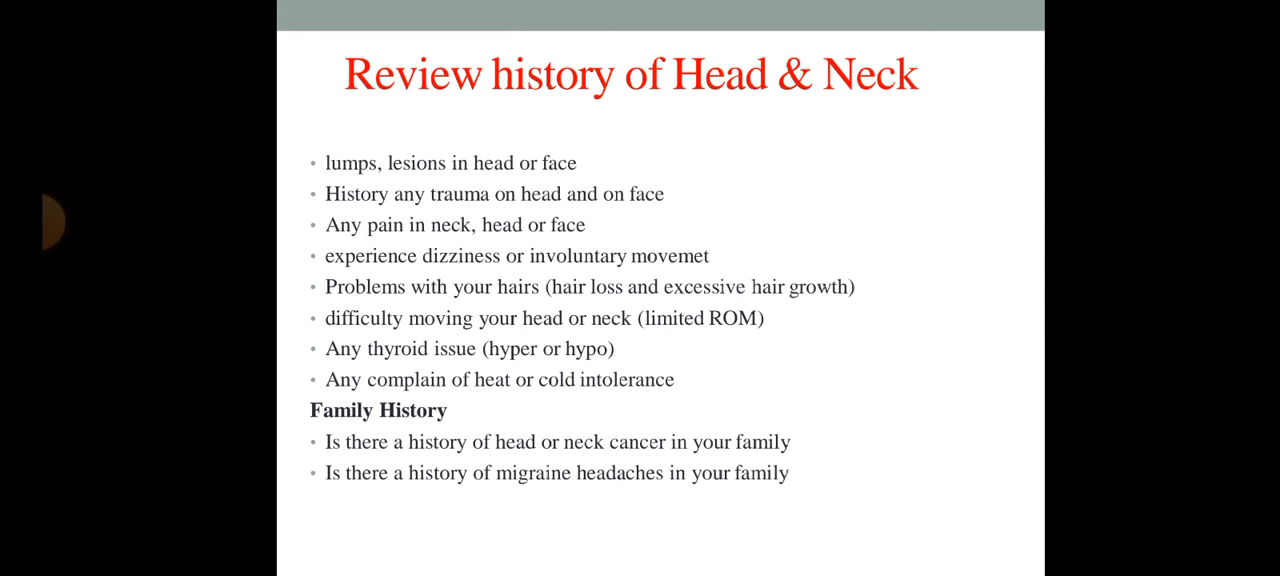 Review history of Head & Neck
• lumps, lesions in head or face
• History any trauma on head and on face
• Any pain in neck, head or face
• experience dizziness or involuntary movemet
• Problems with your hairs (hair loss and excessive hair growth)
• difficulty moving your head or neck (limited ROM)
• Any thyroid issue (hyper or hypo)
• Any complain of heat or cold intolerance
Family History
• Is there a history of head or neck cancer in your family
• Is there a history of migraine headaches in your family